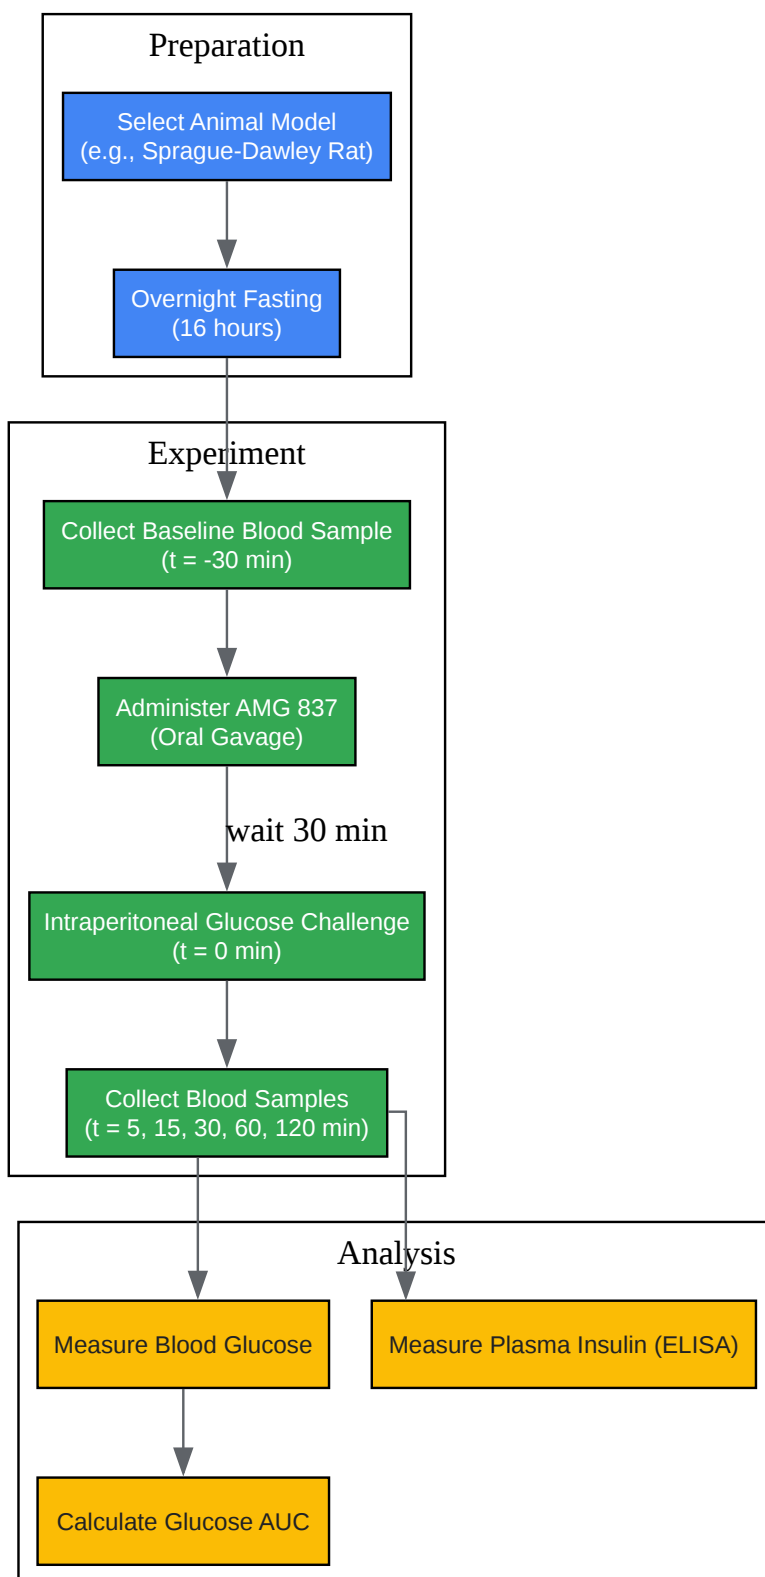 Preparation
Select Animal Model
(e.g., Sprague-Dawley Rat)
Overnight Fasting
(16 hours)
Experiment
Collect Baseline Blood Sample
(t = -30 min)
Administer AMG 837
(Oral Gavage)
wait 30 min
Intraperitoneal Glucose Challenge
(t = 0 min)
Collect Blood Samples
(t = 5, 15, 30, 60, 120 min)
Analysis
Measure Blood Glucose
Measure Plasma Insulin (ELISA)
Calculate Glucose AUC